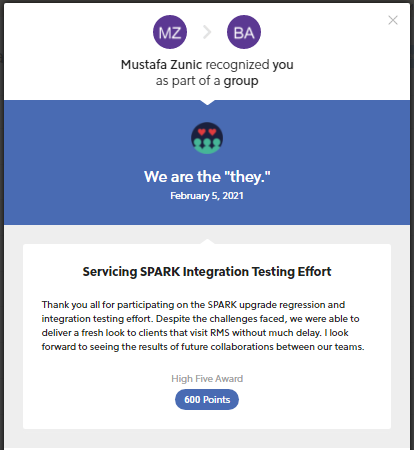 MZ BA
Mustafa Zunic recognized you
as part of a group
We are the "they."
February 5, 2021
Servicing SPARK Integration Testing Effort
Thank you all for participating on the SPARK upgrade regression and
integration testing effort. Despite the challenges faced, we were able to
deliver a fresh look to clients that visit RMS without much delay. I look
forward to seeing the results of future collaborations between our teams.
High Five Award
600 Points